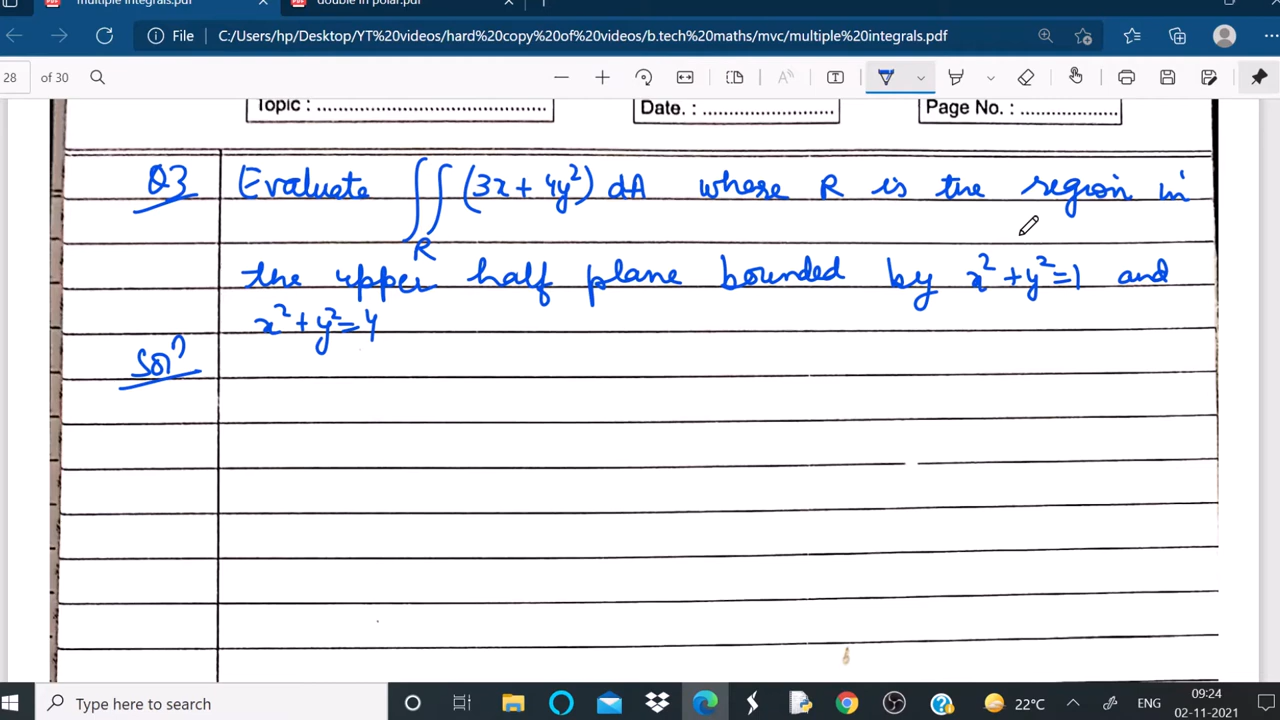 multiple integrals.pdf
double in polar.pdf
File C:/Users/hp/Desktop/YT%20videos/hard%20copy%20of%20videos/b.tech%20maths/mvc/multiple%20integrals.pdf
28 of 30
Topic : ........................................ Date. : ........................ Page No. : .................
Q3 Evaluate ∬_R (3x + 4y²) dA where R is the region in
the upper half plane bounded by x² + y² = 1 and
x² + y² = 4
Solⁿ
Type here to search
22°C ENG 09:24
02-11-2021